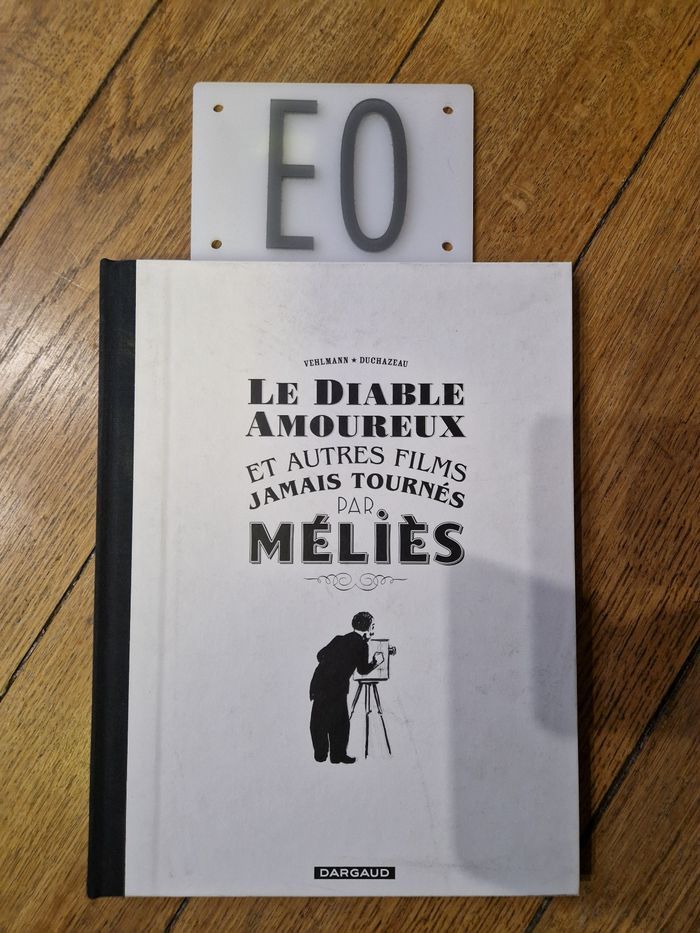 EO
VEHLMANN ★ DUCHAZEAU
LE DIABLE
AMOUREUX
ET AUTRES FILMS
JAMAIS TOURNÉS
PAR
MÉLIÈS
DARGAUD